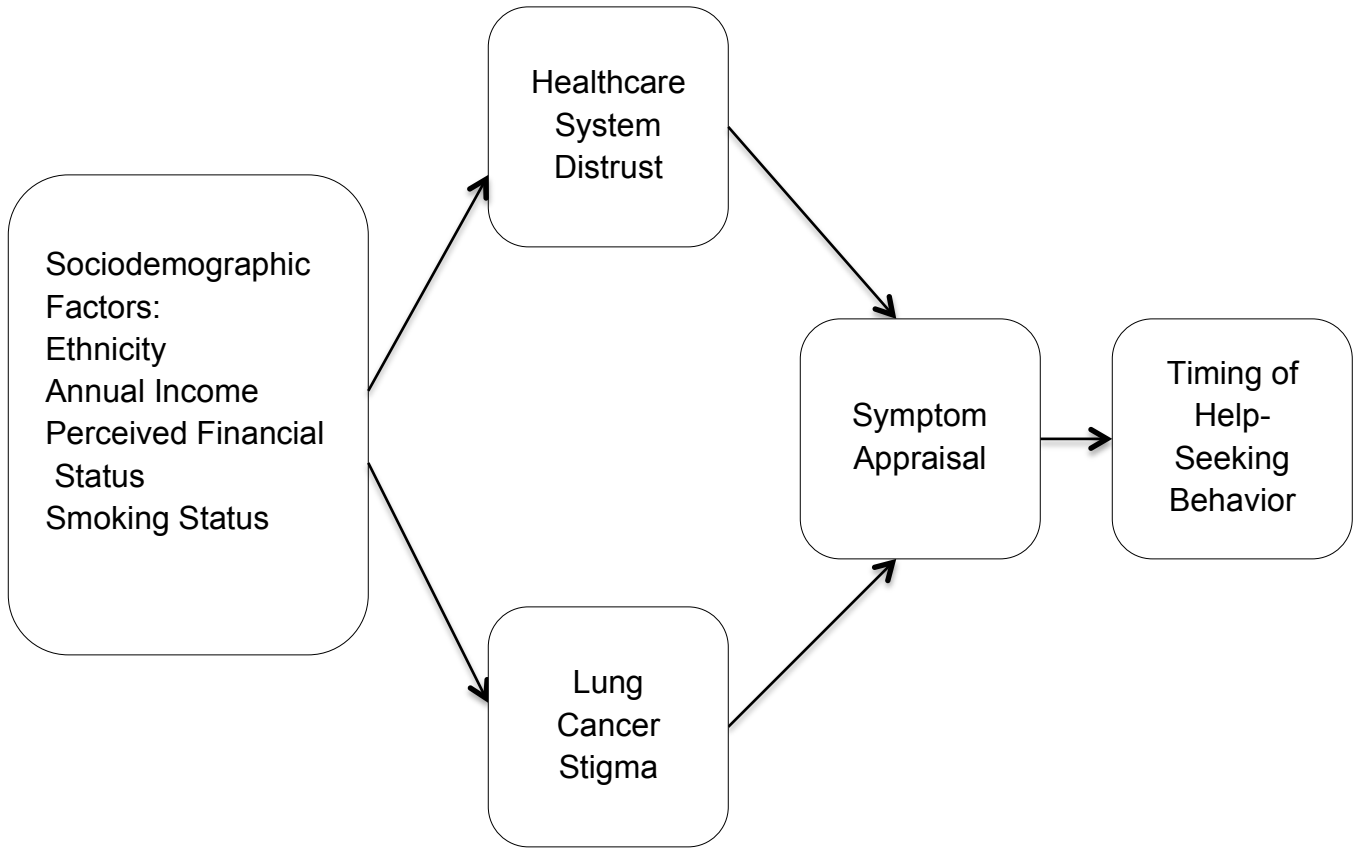 Sociodemographic
Factors:
Ethnicity
Annual Income
Perceived Financial
Status
Smoking Status
Healthcare
System
Distrust
Lung
Cancer
Stigma
Symptom
Appraisal
Timing of
Help-
Seeking
Behavior